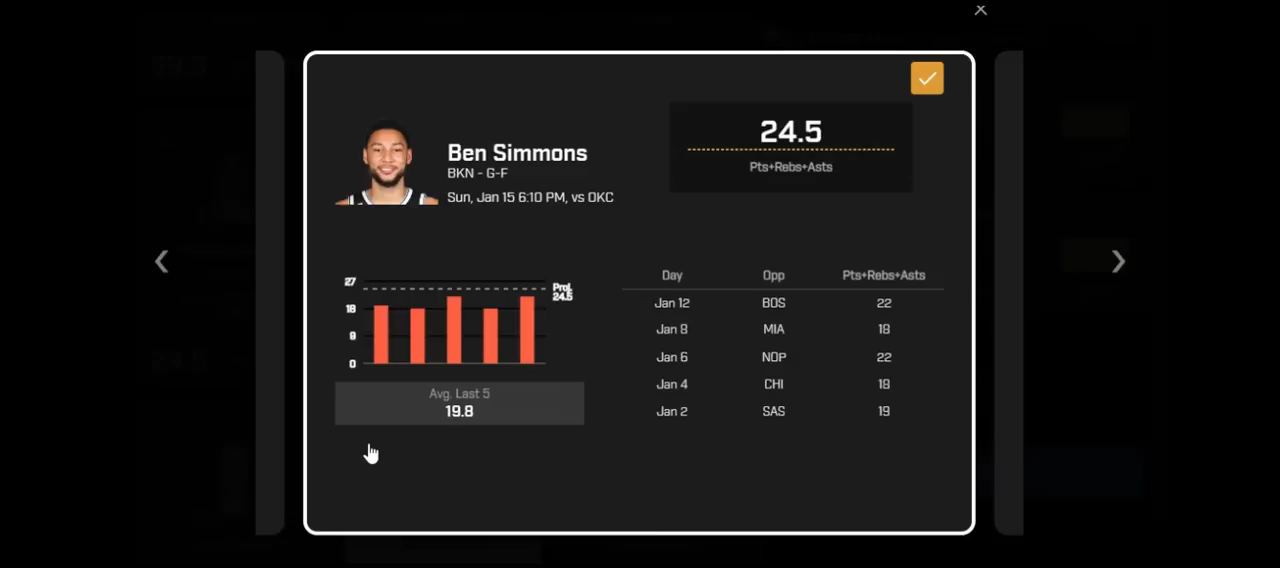 ×
24.5
Pts+Rebs+Asts
Ben Simmons
BKN - G-F
Sun, Jan 15 6:10 PM, vs OKC
27
18
9
0
Proj.
24.5
Avg. Last 5
19.8
Day Opp Pts+Rebs+Asts
Jan 12 BOS 22
Jan 8 MIA 18
Jan 6 NOP 22
Jan 4 CHI 18
Jan 2 SAS 19